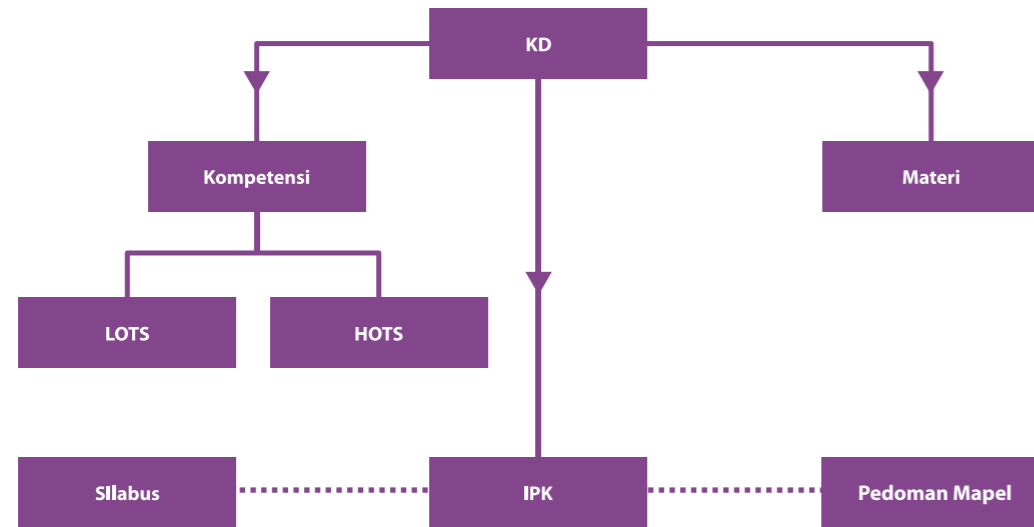 KD
Kompetensi
Materi
LOTS
HOTS
SIlabus
IPK
Pedoman Mapel